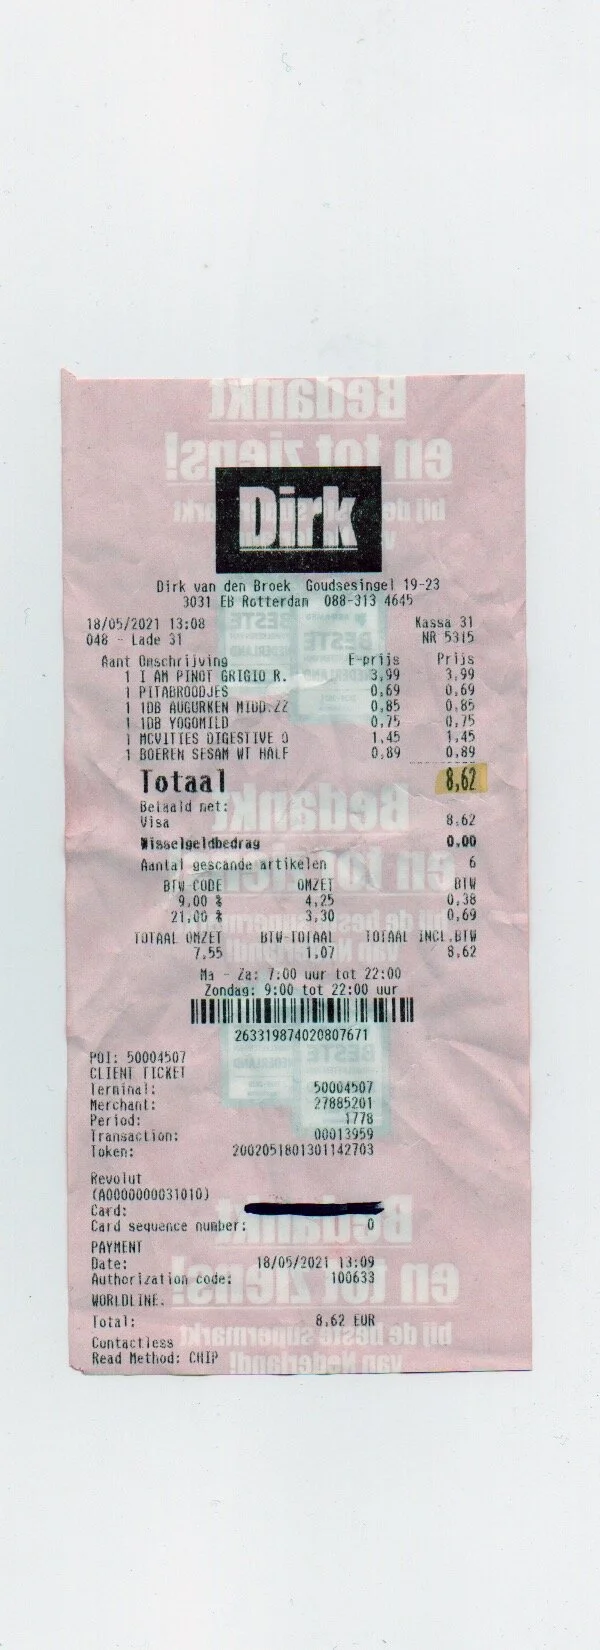 Dirk
Dirk van den Broek Goudsesingel 19-23
3031 EB Rotterdam 088-313 4645
18/05/2021 13:08 Kassa 31
048 - Lade 31 NR 5315
Aant Omschrijving E-prijs Prijs
1 I AM PINOT GRIGIO R. 3,99 3,99
1 PITABROODJES 0,69 0,69
1 1DB AUGURKEN MIDD.ZZ 0,85 0,85
1 1DB YOGOMILD 0,75 0,75
1 MCVITIES DIGESTIVE O 1,45 1,45
1 BOEREN SESAM WT HALF 0,89 0,89
Totaal 8,62
Betaald met:
Visa 8.62
Wisselgeldbedrag 0.00
Aantal gescande artikelen 6
BTW CODE OMZET BTW
9,00 % 4,25 0,38
21,00 % 3,30 0,69
TOTAAL OMZET BTW-TOTAAL TOTAAL INCL.BTW
7,55 1,07 8,62
Ma - Za: 7:00 uur tot 22:00
Zondag: 9:00 tot 22:00 uur
263319874020807671
POI: 50004507
CLIENT TICKET
Terminal: 50004507
Merchant: 27885201
Period: 1778
Transaction: 00013959
Token: 2002051801301142703
Revolut
(A0000000031010)
Card:
Card sequence number: 0
PAYMENT
Date: 18/05/2021 13:09
Authorization code: 100633
WORLDLINE.
Total: 8,62 EUR
Contactless
Read Method: CHIP